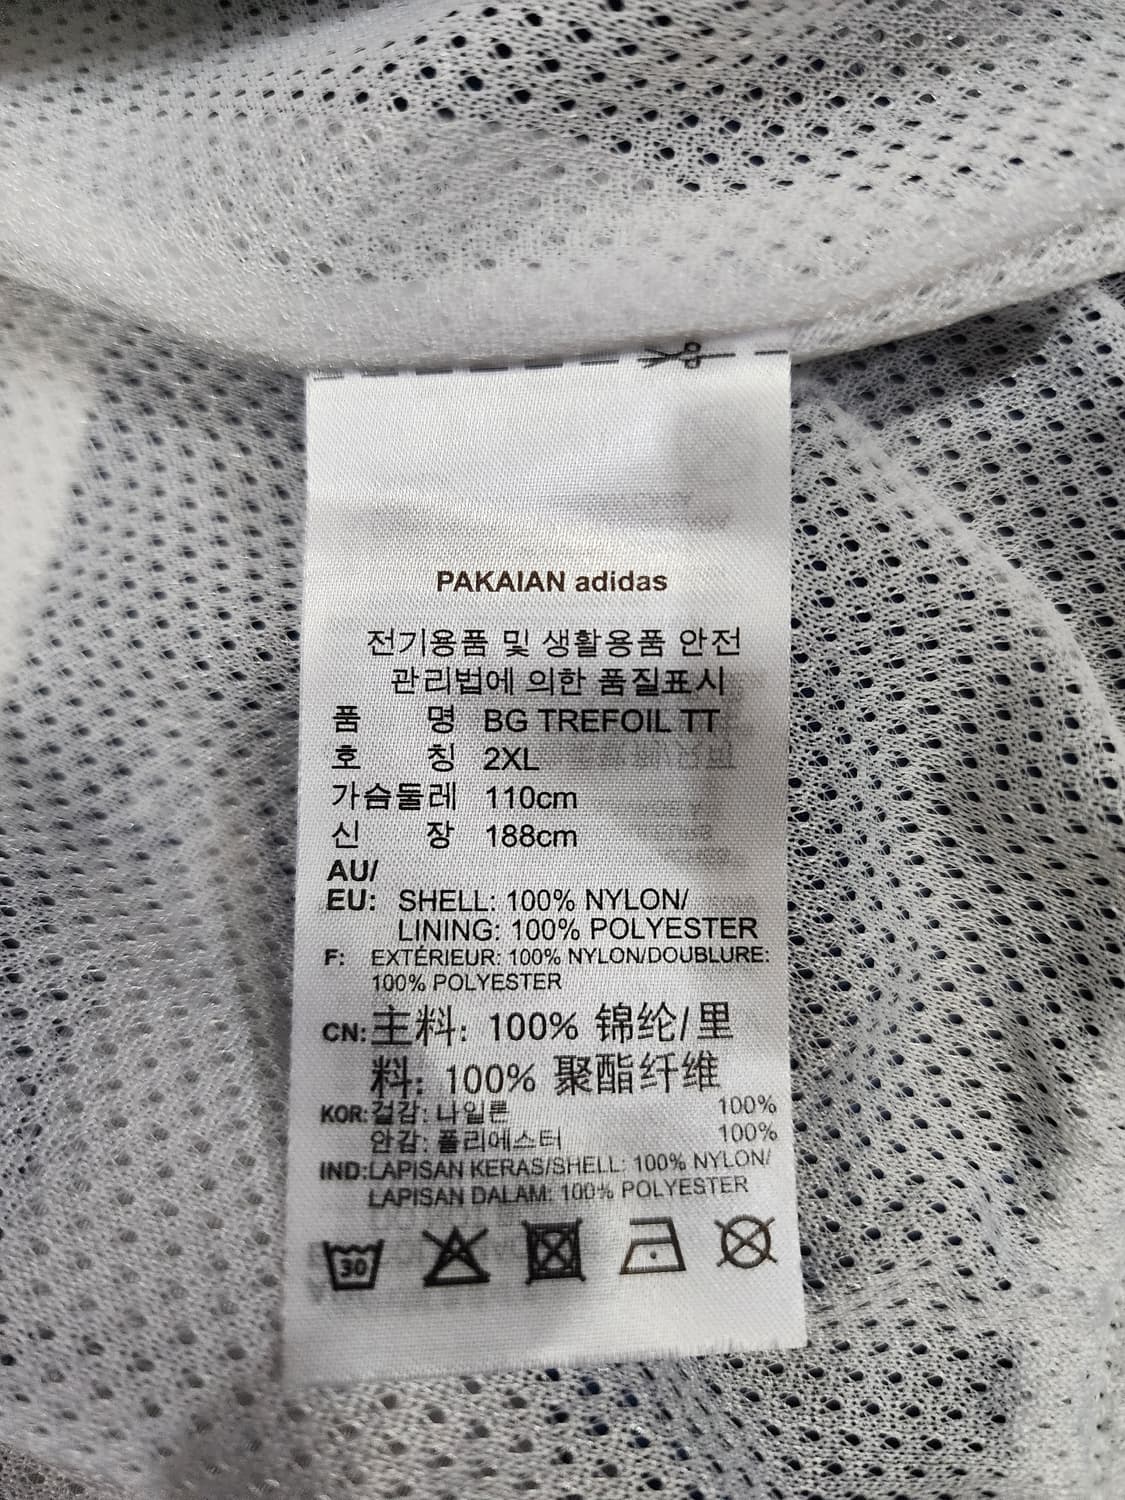 PAKAIAN adidas
전기용품 및 생활용품 안전
관리법에 의한 품질표시
품 명 BG TREFOIL TT
호 칭 2XL
가슴둘레 110cm
신 장 188cm
AU/
EU: SHELL: 100% NYLON/
LINING: 100% POLYESTER
F: EXTÉRIEUR: 100% NYLON/DOUBLURE:
100% POLYESTER
CN: 主料: 100% 锦纶/里
料: 100% 聚酯纤维
KOR: 겉감: 나일론 100%
안감: 폴리에스터 100%
IND:LAPISAN KERAS/SHELL: 100% NYLON/
LAPISAN DALAM: 100% POLYESTER
30